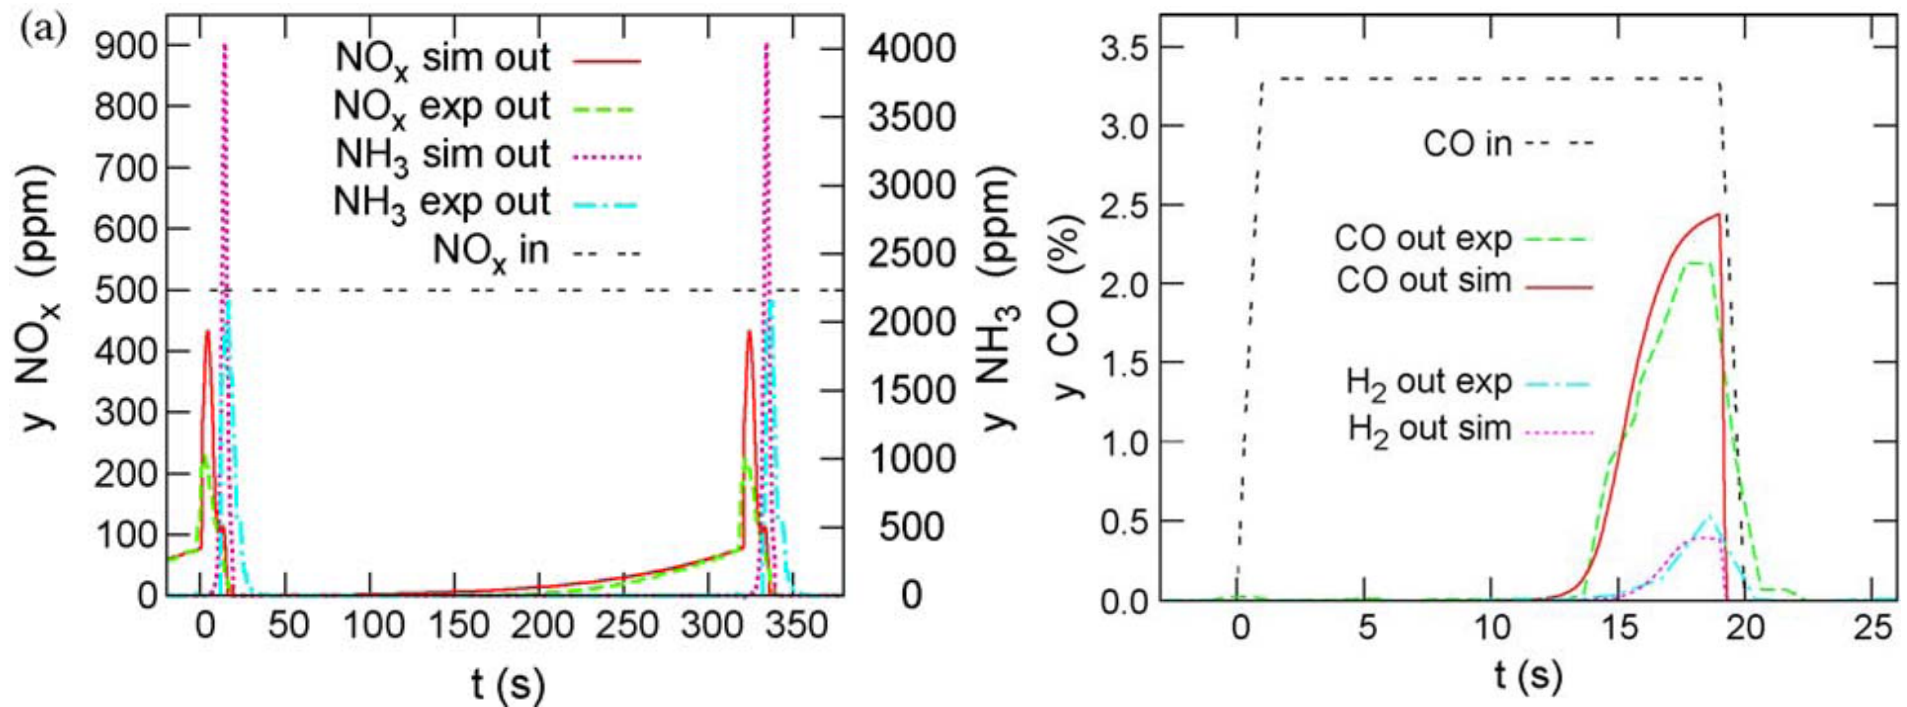 (a)
900
800
700
600
500
400
300
200
100
0
y NOx (ppm)
NOx sim out
NOx exp out
NH3 sim out
NH3 exp out
NOx in
4000
3500
3000
2500
2000
1500
1000
500
0
y NH3 (ppm)
0 50 100 150 200 250 300 350
t (s)
3.5
3.0
2.5
2.0
1.5
1.0
0.5
0.0
y CO (%)
CO in
CO out exp
CO out sim
H2 out exp
H2 out sim
0 5 10 15 20 25
t (s)